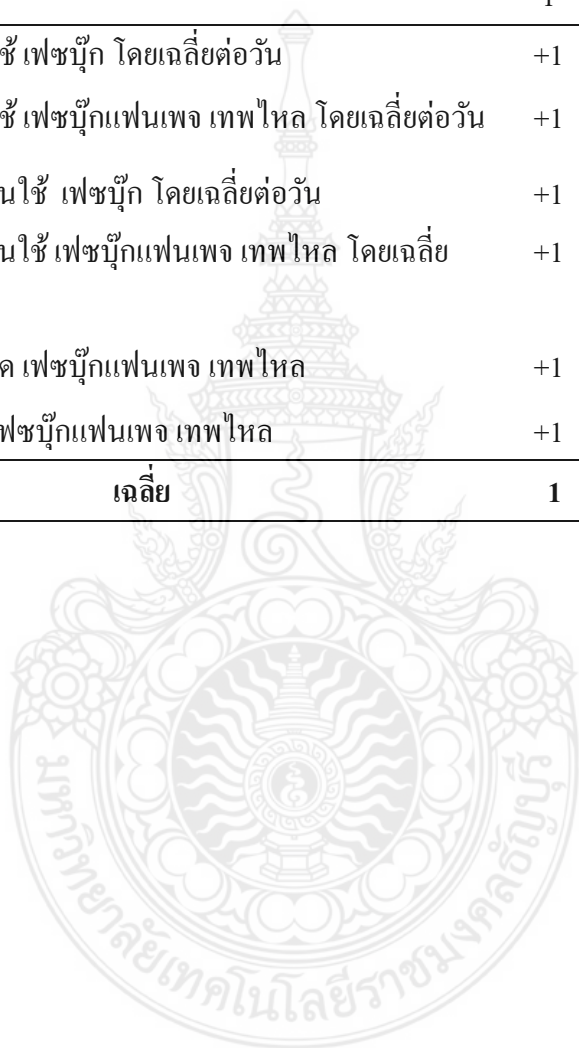 ช้ เฟซบุ๊ก โดยเฉลี่ยต่อวัน +1
ช้ เฟซบุ๊กแฟนเพจ เทพไหล โดยเฉลี่ยต่อวัน +1
นใช้ เฟซบุ๊ก โดยเฉลี่ยต่อวัน +1
นใช้ เฟซบุ๊กแฟนเพจ เทพไหล โดยเฉลี่ย +1
ด เฟซบุ๊กแฟนเพจ เทพไหล +1
ฟซบุ๊กแฟนเพจ เทพไหล +1
เฉลี่ย 1
มหาวิทยาลัยเทคโนโลยีราชมงคลธัญบุรี